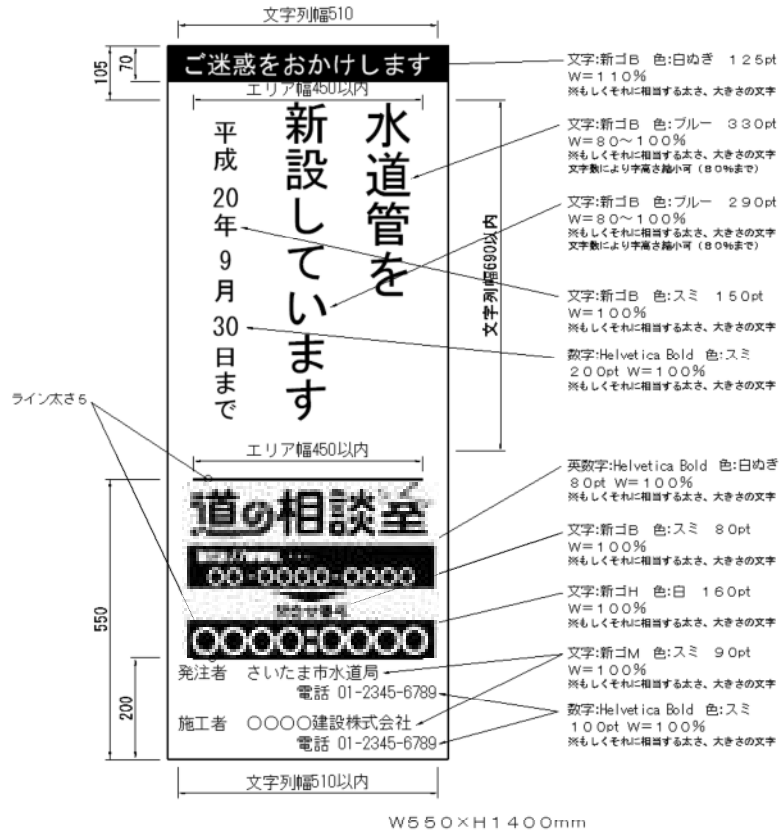 文字列幅510
105
70
ご迷惑をおかけします
エリア幅450以内
水道管を
新設しています
平成20年9月30日まで
文字列幅690以内
エリア幅450以内
ライン太さ5
道の相談室
00-0000-0000
問合せ番号
0000-0000
550
200
発注者 さいたま市水道局
電話 01-2345-6789
施工者 〇〇〇〇建設株式会社
電話 01-2345-6789
文字列幅510以内
W550×H1400mm
文字:新ゴB 色:白ぬき 125pt
W=110%
※もしくそれに相当する太さ、大きさの文字
文字:新ゴB 色:ブルー 330pt
W=80~100%
※もしくそれに相当する太さ、大きさの文字
文字数により字高さ縮小可(80%まで)
文字:新ゴB 色:ブルー 290pt
W=80~100%
※もしくそれに相当する太さ、大きさの文字
文字数により字高さ縮小可(80%まで)
文字:新ゴB 色:スミ 150pt
W=100%
※もしくそれに相当する太さ、大きさの文字
数字:Helvetica Bold 色:スミ
200pt W=100%
※もしくそれに相当する太さ、大きさの文字
英数字:Helvetica Bold 色:白ぬき
80pt W=100%
※もしくそれに相当する太さ、大きさの文字
文字:新ゴB 色:スミ 80pt
W=100%
※もしくそれに相当する太さ、大きさの文字
文字:新ゴH 色:白 160pt
W=100%
※もしくそれに相当する太さ、大きさの文字
文字:新ゴM 色:スミ 90pt
W=100%
※もしくそれに相当する太さ、大きさの文字
数字:Helvetica Bold 色:スミ
100pt W=100%
※もしくそれに相当する太さ、大きさの文字